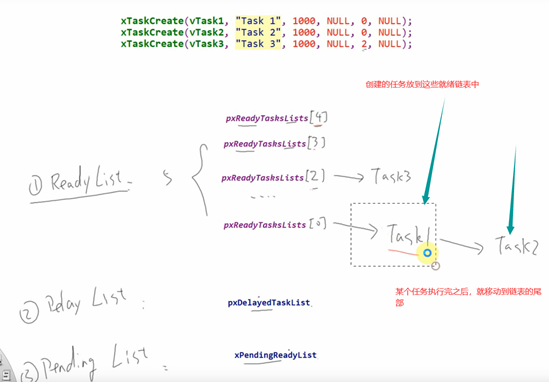 xTaskCreate(vTask1, "Task 1", 1000, NULL, 0, NULL);
xTaskCreate(vTask2, "Task 2", 1000, NULL, 0, NULL);
xTaskCreate(vTask3, "Task 3", 1000, NULL, 2, NULL);
创建的任务放到这些就绪链表中
pxReadyTasksLists[4]
pxReadyTasksLists[3]
① ReadyList
pxReadyTasksLists[2] Task3
....
pxReadyTasksLists[0] Task1 Task2
某个任务执行完之后，就移动到链表的尾部
② Delay List : pxDelayedTaskList
③ Pending List : xPendingReadyList